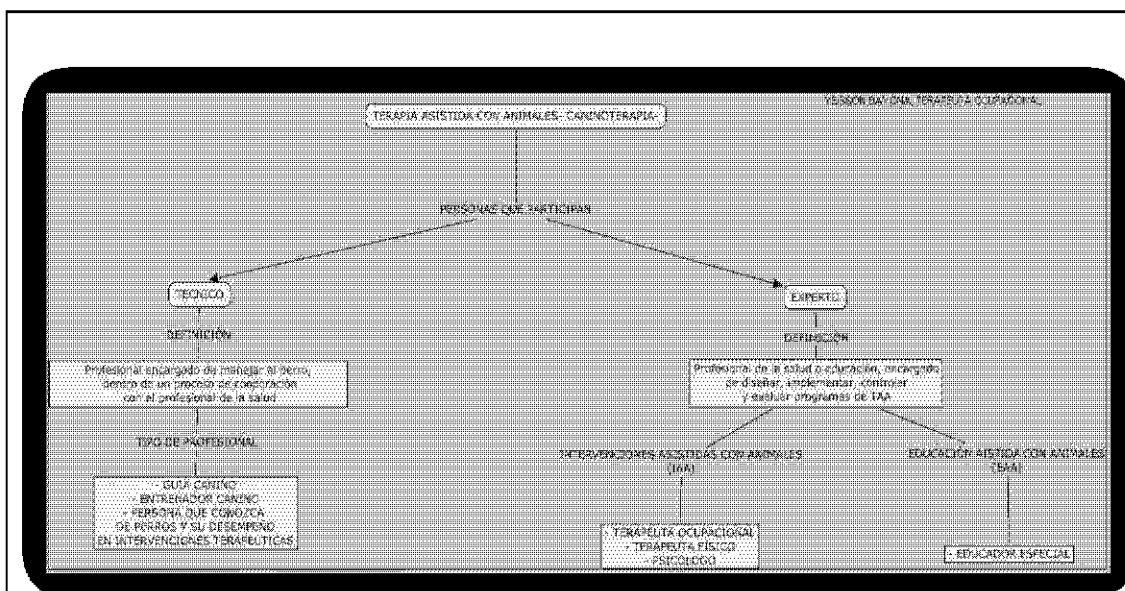 YEISSON BAYONA, TERAPEUTA OCUPACIONAL
TERAPIA ASISTIDA CON ANIMALES- CANINOTERAPIA-
PERSONAS QUE PARTICIPAN
TECNICO
EXPERTO
DEFINICIÓN
DEFINICIÓN
Profesional encargado de manejar al perro,
dentro de un proceso de cooperación
con el profesional de la salud
Profesional de la salud o educación, encargado
de diseñar, implementar, controlar
y evaluar programas de TAA
TIPO DE PROFESIONAL
INTERVENCIONES ASISTIDAS CON ANIMALES
(IAA)
EDUCACIÓN AISTIDA CON ANIMALES
(EAA)
- GUIA CANINO
- ENTRENADOR CANINO
- PERSONA QUE CONOZCA
DE PERROS Y SU DESEMPEÑO
EN INTERVENCIONES TERAPEUTICAS
- TERAPEUTA OCUPACIONAL
- TERAPEUTA FÍSICO
- PSICOLOGO
- EDUCADOR ESPECIAL